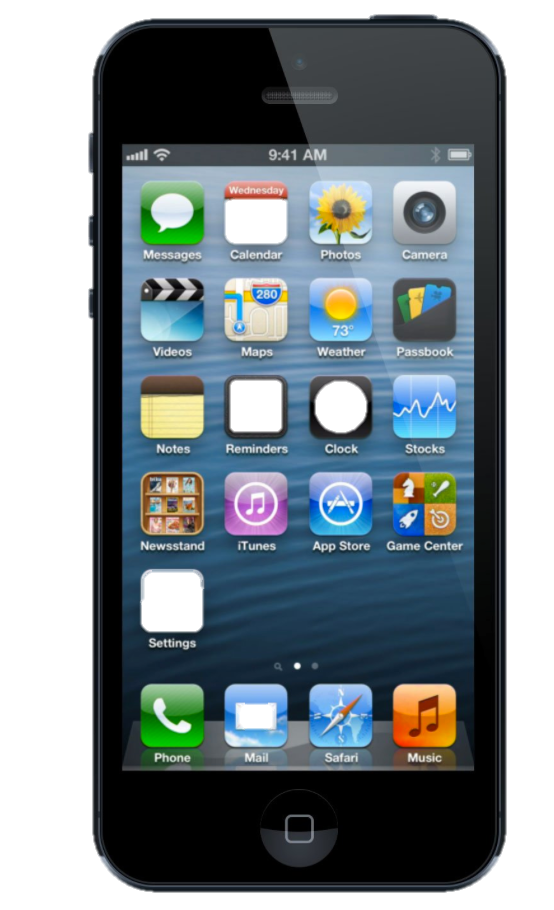 9:41 AM
Wednesday
Messages Calendar Photos Camera
280
73°
Videos Maps Weather Passbook
Notes Reminders Clock Stocks
Newsstand iTunes App Store Game Center
Settings
Phone Mail Safari Music